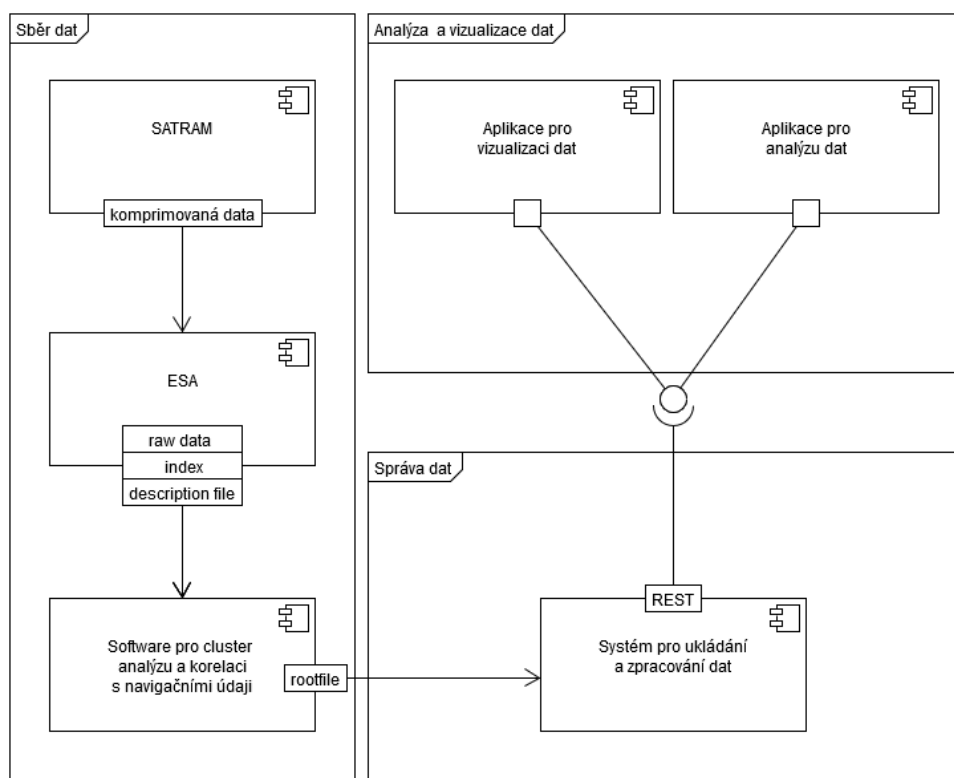 Sběr dat
SATRAM
komprimovaná data
ESA
raw data
index
description file
Software pro cluster
analýzu a korelaci
s navigačními údaji
rootfile
Analýza a vizualizace dat
Aplikace pro
vizualizaci dat
Aplikace pro
analýzu dat
Správa dat
REST
Systém pro ukládání
a zpracování dat